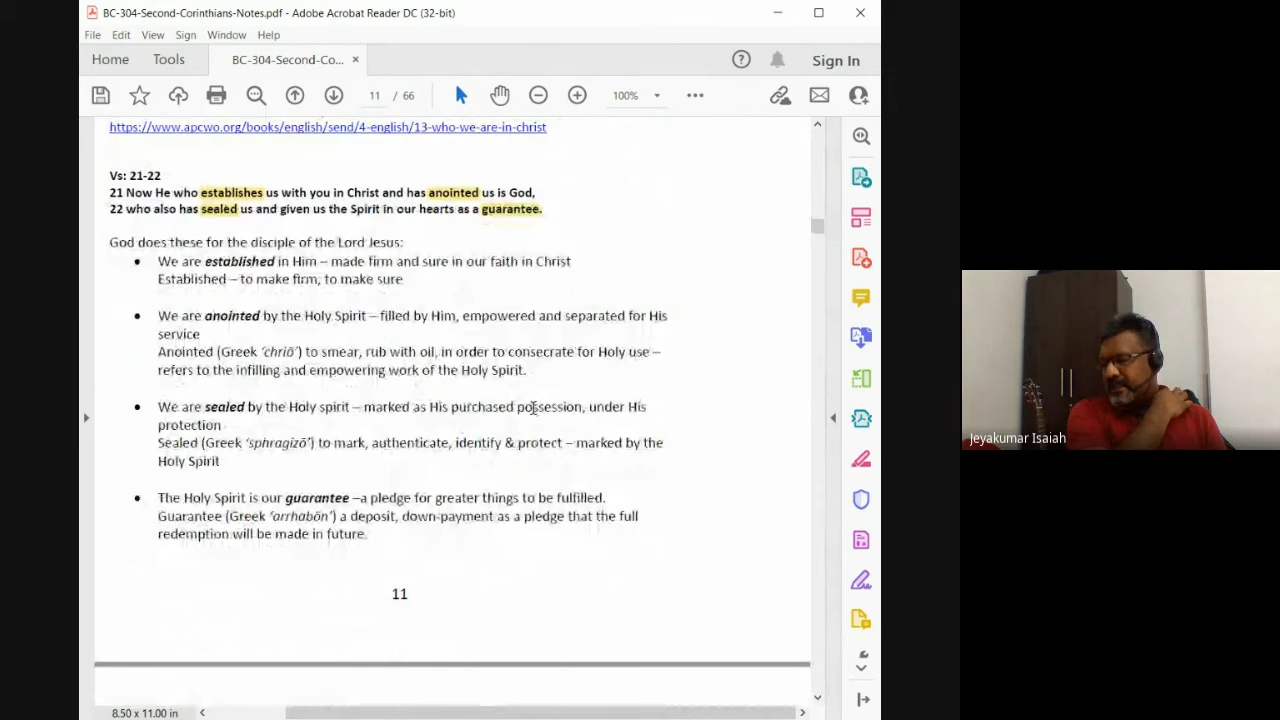 BC-304-Second-Corinthians-Notes.pdf - Adobe Acrobat Reader DC (32-bit)
File Edit View Sign Window Help
Home Tools BC-304-Second-Co... × Sign In
11 / 66 100%
https://www.apcwo.org/books/english/send/4-english/13-who-we-are-in-christ
Vs: 21-22
21 Now He who establishes us with you in Christ and has anointed us is God,
22 who also has sealed us and given us the Spirit in our hearts as a guarantee.
God does these for the disciple of the Lord Jesus:
• We are established in Him – made firm and sure in our faith in Christ
Established – to make firm, to make sure
• We are anointed by the Holy Spirit – filled by Him, empowered and separated for His
service
Anointed (Greek ‘chriō’) to smear, rub with oil, in order to consecrate for Holy use –
refers to the infilling and empowering work of the Holy Spirit.
• We are sealed by the Holy spirit – marked as His purchased possession, under His
protection
Sealed (Greek ‘sphragizō’) to mark, authenticate, identify & protect – marked by the
Holy Spirit
• The Holy Spirit is our guarantee –a pledge for greater things to be fulfilled.
Guarantee (Greek ‘arrhabōn’) a deposit, down-payment as a pledge that the full
redemption will be made in future.
11
8.50 x 11.00 in
Jeyakumar Isaiah